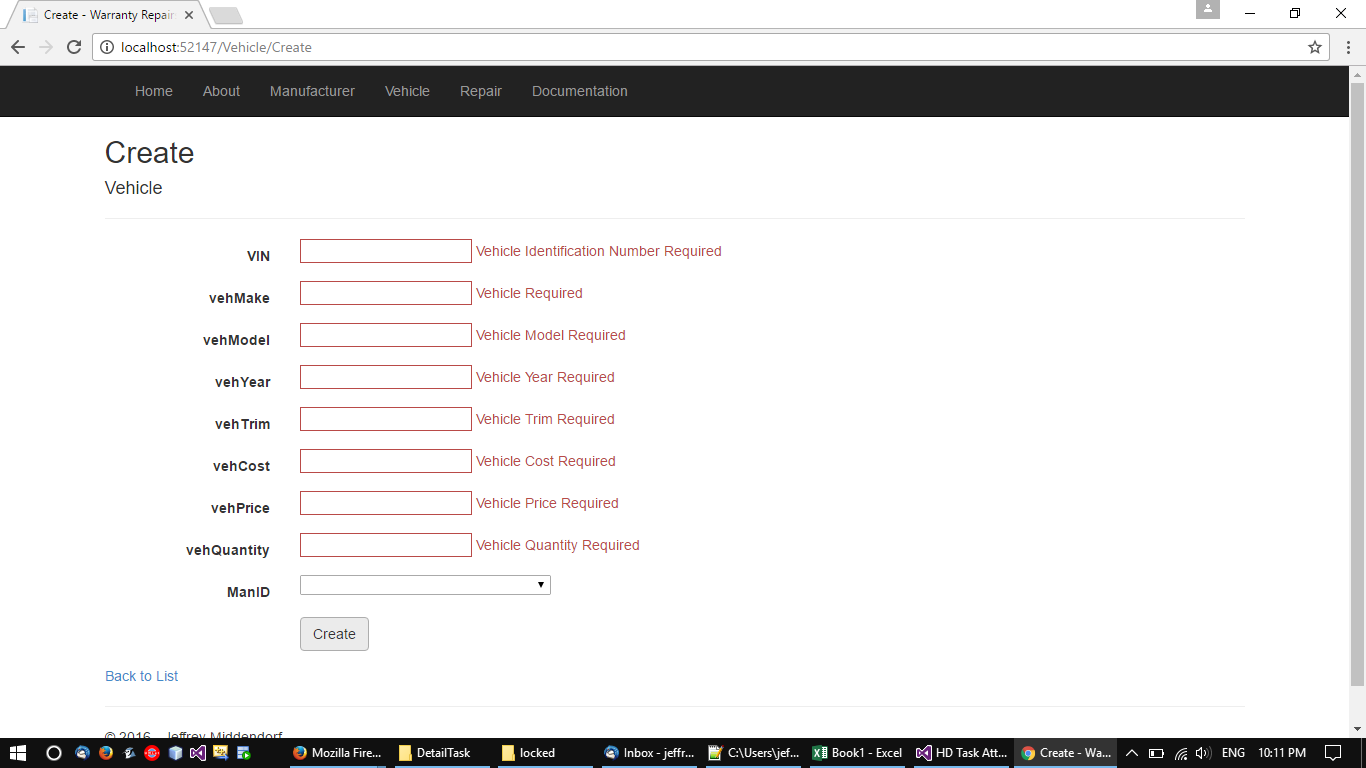 Create - Warranty Repair
localhost:52147/Vehicle/Create
Home About Manufacturer Vehicle Repair Documentation
Create
Vehicle
VIN Vehicle Identification Number Required
vehMake Vehicle Required
vehModel Vehicle Model Required
vehYear Vehicle Year Required
vehTrim Vehicle Trim Required
vehCost Vehicle Cost Required
vehPrice Vehicle Price Required
vehQuantity Vehicle Quantity Required
ManID
Create
Back to List
© 2016 Jeffrey Middendorf
Mozilla Fire... DetailTask locked Inbox - jeffr... C:\Users\jef... Book1 - Excel HD Task Att... Create - Wa... ENG 10:11 PM